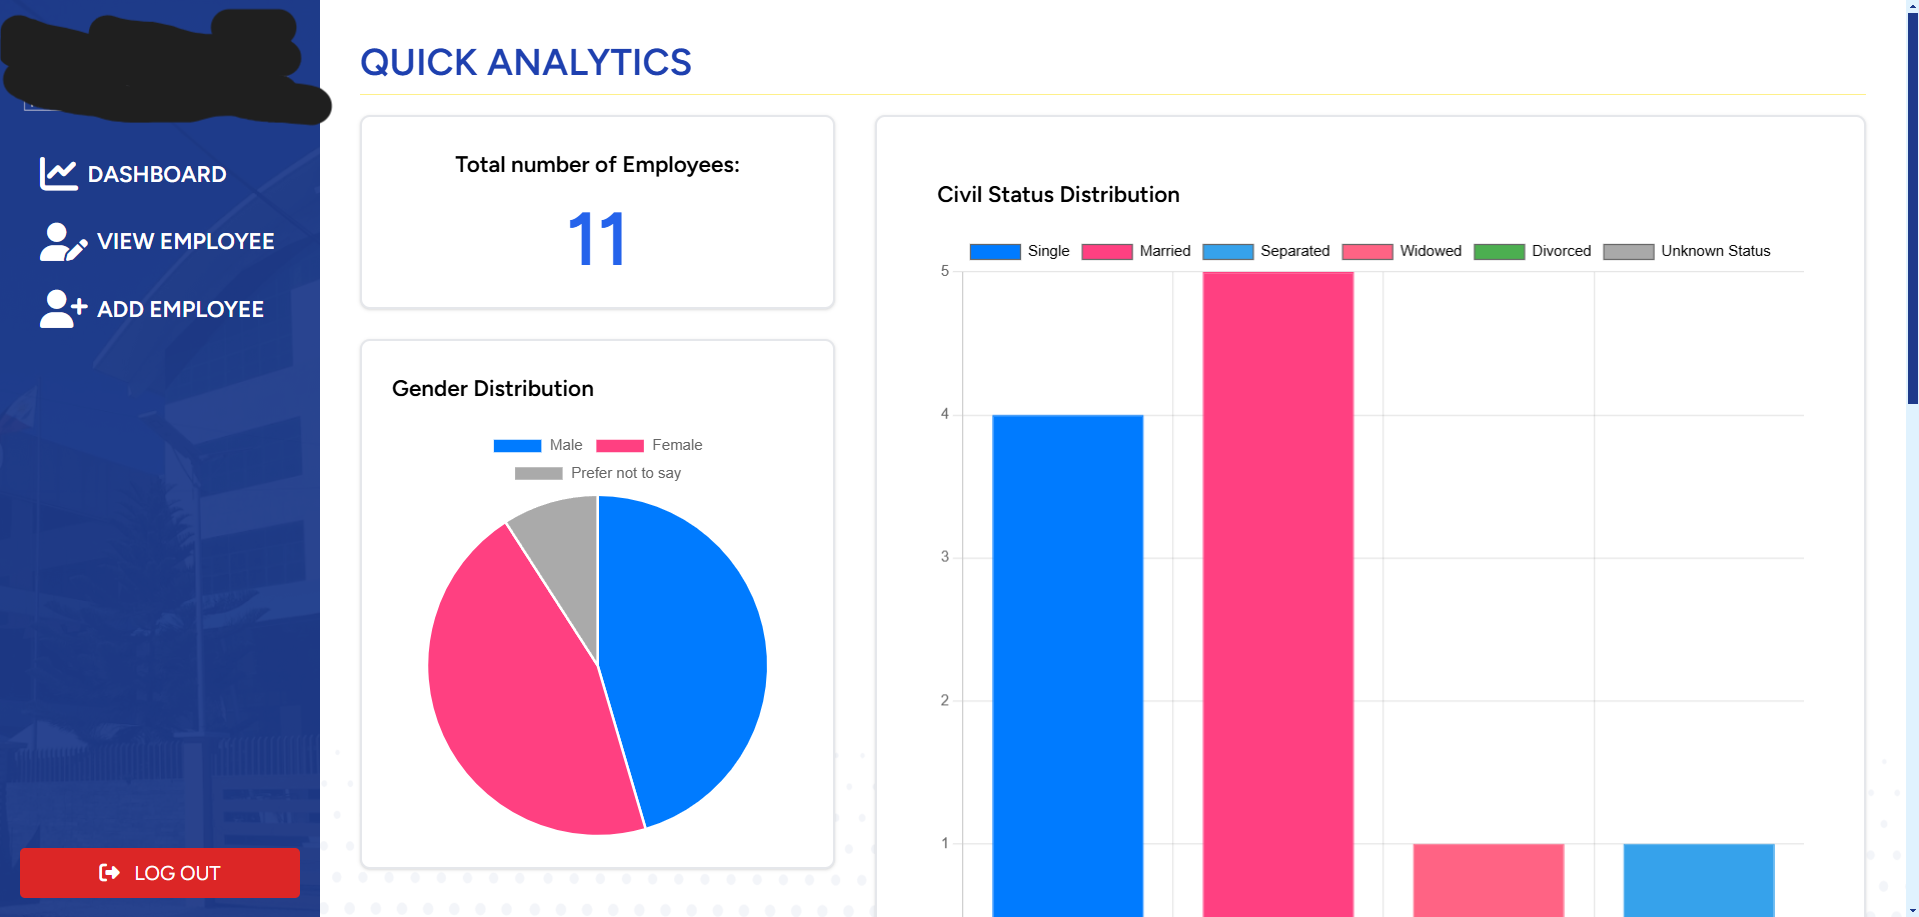 DASHBOARD
VIEW EMPLOYEE
ADD EMPLOYEE
LOG OUT
QUICK ANALYTICS
Total number of Employees:
11
Gender Distribution
Male Female
Prefer not to say
Civil Status Distribution
Single Married Separated Widowed Divorced Unknown Status
5
4
3
2
1